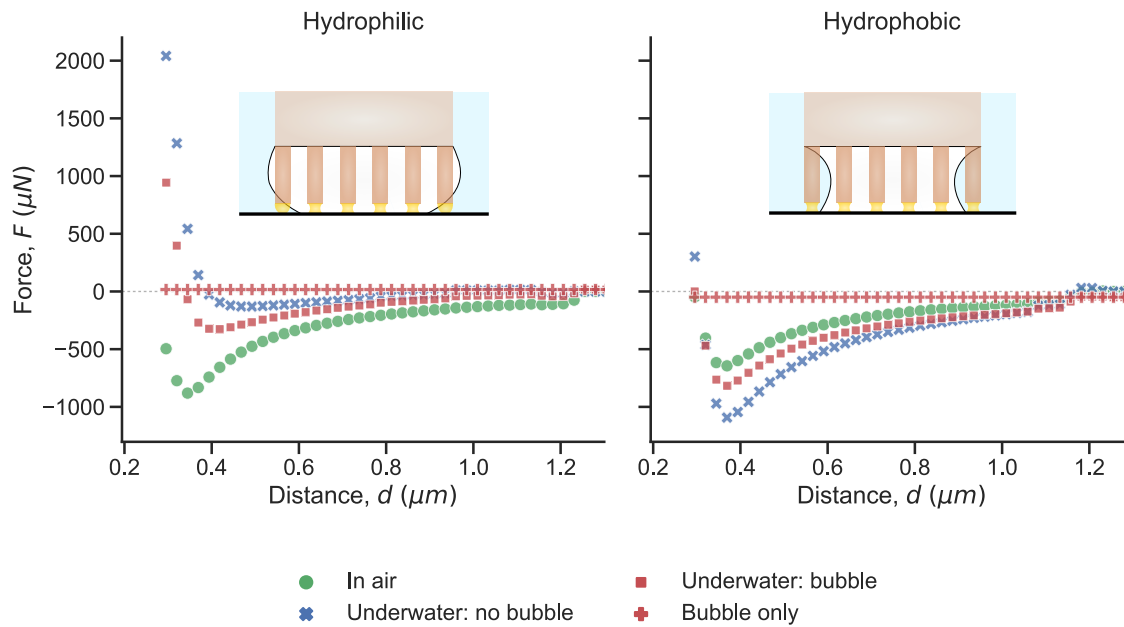 Hydrophilic
Hydrophobic
2000
1500
1000
500
0
−500
−1000
Force, F (μN)
0.2 0.4 0.6 0.8 1.0 1.2
0.2 0.4 0.6 0.8 1.0 1.2
Distance, d (μm)
Distance, d (μm)
In air
Underwater: no bubble
Underwater: bubble
Bubble only